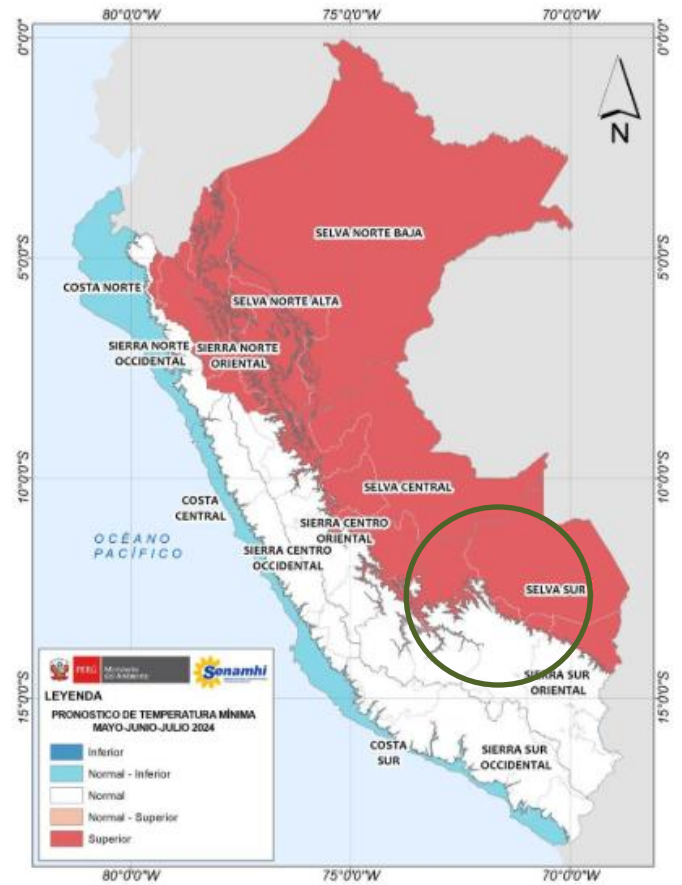 80°0'0"W 75°0'0"W 70°0'0"W
0°0'0" 0°0'0"
N
SELVA NORTE BAJA
5°0'0"S 5°0'0"S
COSTA NORTE
SELVA NORTE ALTA
SIERRA NORTE
OCCIDENTAL
SIERRA NORTE
ORIENTAL
10°0'0"S 10°0'0"S
SELVA CENTRAL
COSTA
CENTRAL
SIERRA CENTRO
ORIENTAL
OCÉANO
PACÍFICO
SIERRA CENTRO
OCCIDENTAL
SELVA SUR
PERÚ Ministerio
del Ambiente
Senamhi
SIERRA SUR
ORIENTAL
15°0'0"S 15°0'0"S
LEYENDA
PRONOSTICO DE TEMPERATURA MÍNIMA
MAYO-JUNIO-JULIO 2024
Inferior
Normal - Inferior
Normal
Normal - Superior
Superior
COSTA
SUR
SIERRA SUR
OCCIDENTAL
80°0'0"W 75°0'0"W 70°0'0"W